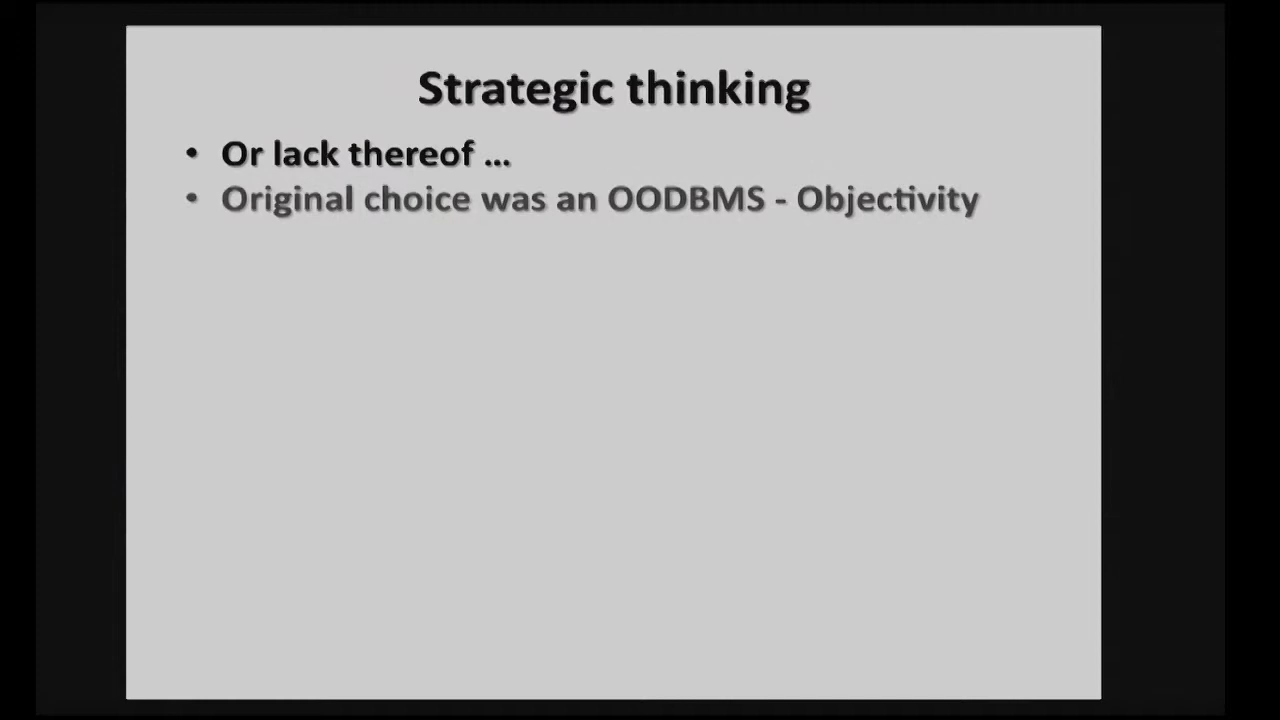 Strategic thinking
• Or lack thereof ...
• Original choice was an OODBMS - Objectivity